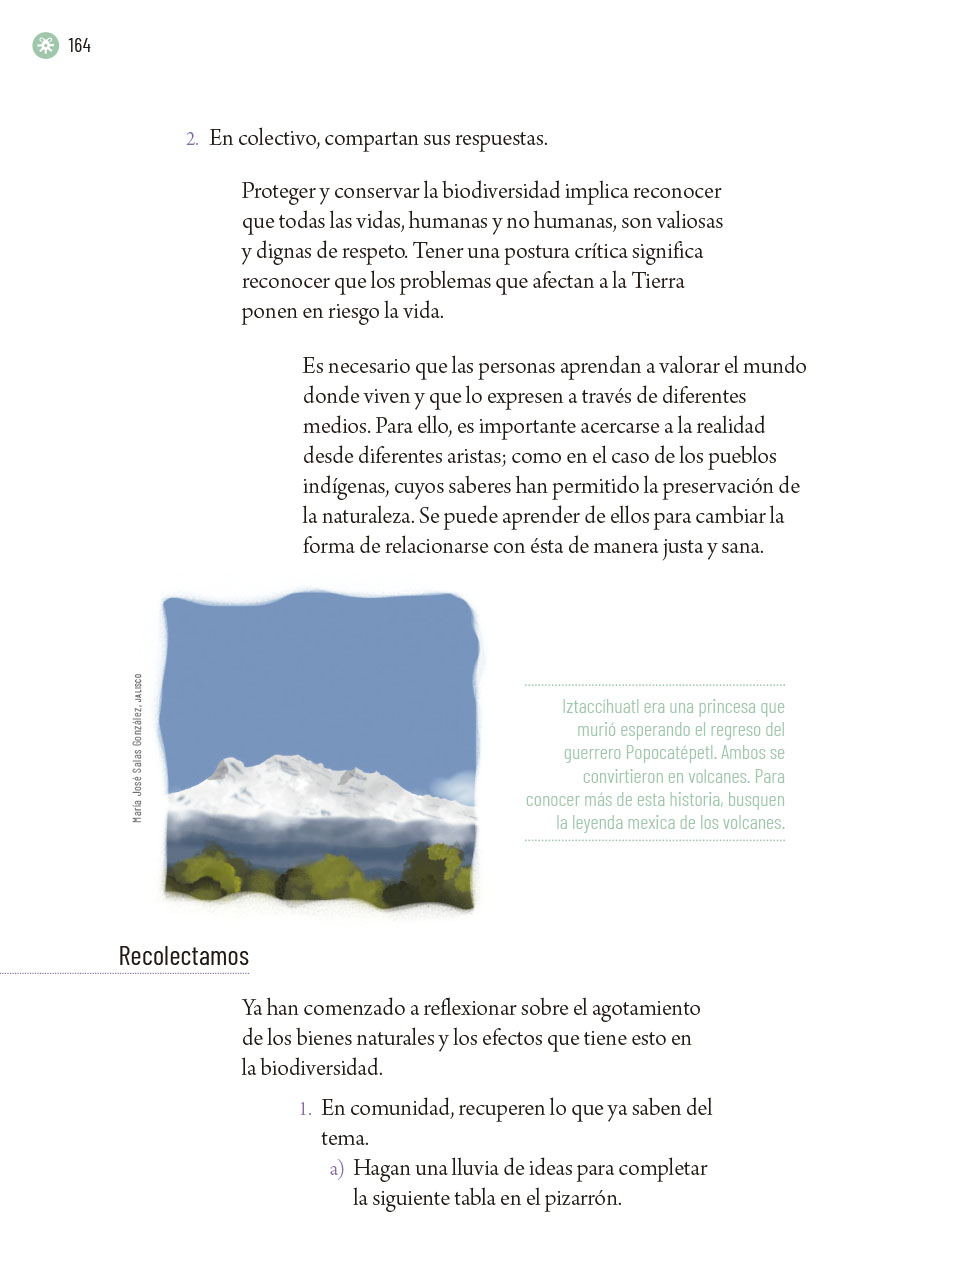 164
2. En colectivo, compartan sus respuestas.
Proteger y conservar la biodiversidad implica reconocer
que todas las vidas, humanas y no humanas, son valiosas
y dignas de respeto. Tener una postura crítica significa
reconocer que los problemas que afectan a la Tierra
ponen en riesgo la vida.
Es necesario que las personas aprendan a valorar el mundo
donde viven y que lo expresen a través de diferentes
medios. Para ello, es importante acercarse a la realidad
desde diferentes aristas; como en el caso de los pueblos
indígenas, cuyos saberes han permitido la preservación de
la naturaleza. Se puede aprender de ellos para cambiar la
forma de relacionarse con ésta de manera justa y sana.
María José Salas González, JALISCO
Iztaccíhuatl era una princesa que
murió esperando el regreso del
guerrero Popocatépetl. Ambos se
convirtieron en volcanes. Para
conocer más de esta historia, busquen
la leyenda mexica de los volcanes.
Recolectamos
Ya han comenzado a reflexionar sobre el agotamiento
de los bienes naturales y los efectos que tiene esto en
la biodiversidad.
1. En comunidad, recuperen lo que ya saben del
tema.
a) Hagan una lluvia de ideas para completar
la siguiente tabla en el pizarrón.